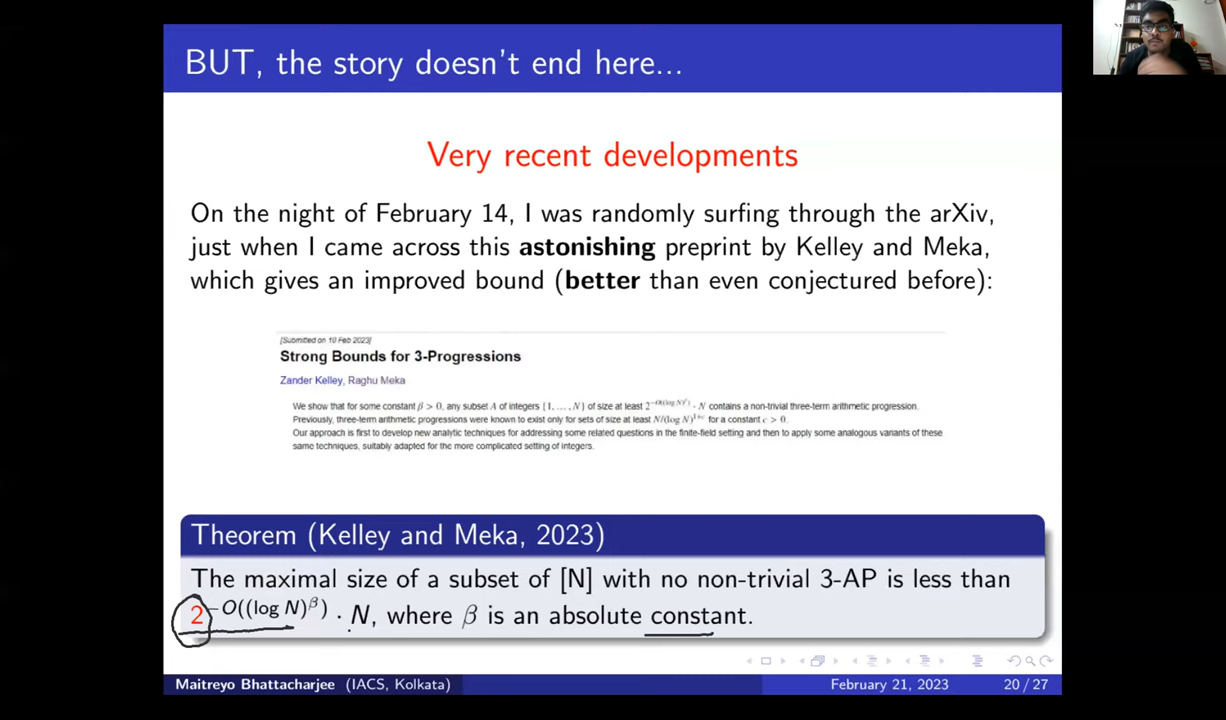 BUT, the story doesn't end here...
Very recent developments
On the night of February 14, I was randomly surfing through the arXiv,
just when I came across this astonishing preprint by Kelley and Meka,
which gives an improved bound (better than even conjectured before):
[Submitted on 10 Feb 2023]
Strong Bounds for 3-Progressions
Zander Kelley, Raghu Meka
We show that for some constant β > 0, any subset A of integers {1, ..., N} of size at least 2^{-O((log N)^β)} · N contains a non-trivial three-term arithmetic progression.
Previously, three-term arithmetic progressions were known to exist only for sets of size at least N/(log N)^{1+c} for a constant c > 0.
Our approach is first to develop new analytic techniques for addressing some related questions in the finite-field setting and then to apply some analogous variants of these
same techniques, suitably adapted for the more complicated setting of integers.
Theorem (Kelley and Meka, 2023)
The maximal size of a subset of [N] with no non-trivial 3-AP is less than
2^{-O((log N)^β)} · N, where β is an absolute constant.
Maitreyo Bhattacharjee (IACS, Kolkata) February 21, 2023 20 / 27